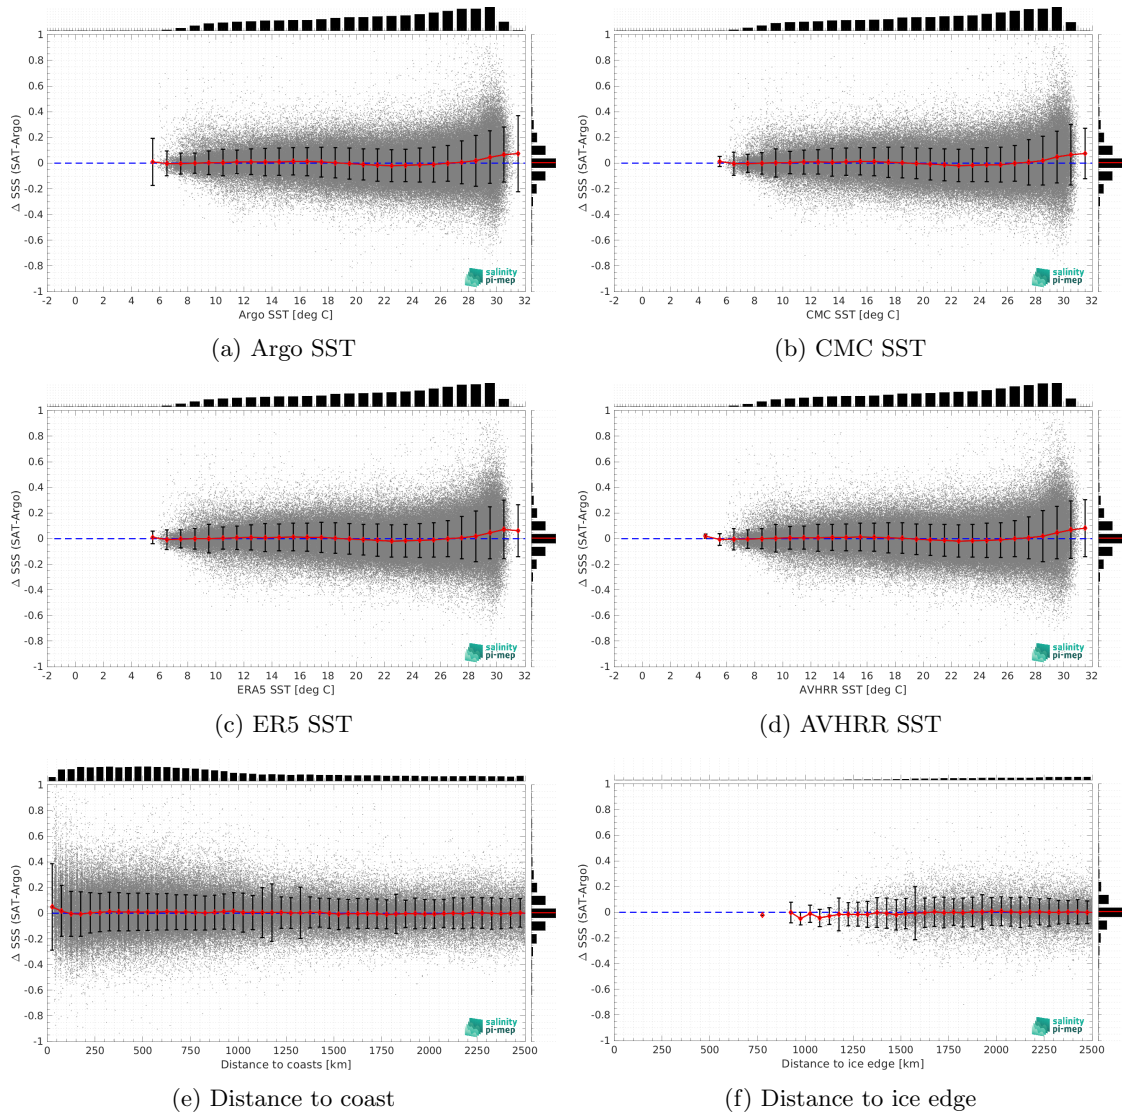 1
0.8
0.6
0.4
0.2
0
-0.2
-0.4
-0.6
-0.8
-1
Δ SSS (SAT-Argo)
salinity
pi-mep
-2 0 2 4 6 8 10 12 14 16 18 20 22 24 26 28 30 32
Argo SST [deg C]
(a) Argo SST
1
0.8
0.6
0.4
0.2
0
-0.2
-0.4
-0.6
-0.8
-1
Δ SSS (SAT-Argo)
salinity
pi-mep
-2 0 2 4 6 8 10 12 14 16 18 20 22 24 26 28 30 32
CMC SST [deg C]
(b) CMC SST
1
0.8
0.6
0.4
0.2
0
-0.2
-0.4
-0.6
-0.8
-1
Δ SSS (SAT-Argo)
salinity
pi-mep
-2 0 2 4 6 8 10 12 14 16 18 20 22 24 26 28 30 32
ERA5 SST [deg C]
(c) ER5 SST
1
0.8
0.6
0.4
0.2
0
-0.2
-0.4
-0.6
-0.8
-1
Δ SSS (SAT-Argo)
salinity
pi-mep
-2 0 2 4 6 8 10 12 14 16 18 20 22 24 26 28 30 32
AVHRR SST [deg C]
(d) AVHRR SST
1
0.8
0.6
0.4
0.2
0
-0.2
-0.4
-0.6
-0.8
-1
Δ SSS (SAT-Argo)
salinity
pi-mep
0 250 500 750 1000 1250 1500 1750 2000 2250 2500
Distance to coasts [km]
(e) Distance to coast
1
0.8
0.6
0.4
0.2
0
-0.2
-0.4
-0.6
-0.8
-1
Δ SSS (SAT-Argo)
salinity
pi-mep
0 250 500 750 1000 1250 1500 1750 2000 2250 2500
Distance to ice edge [km]
(f) Distance to ice edge